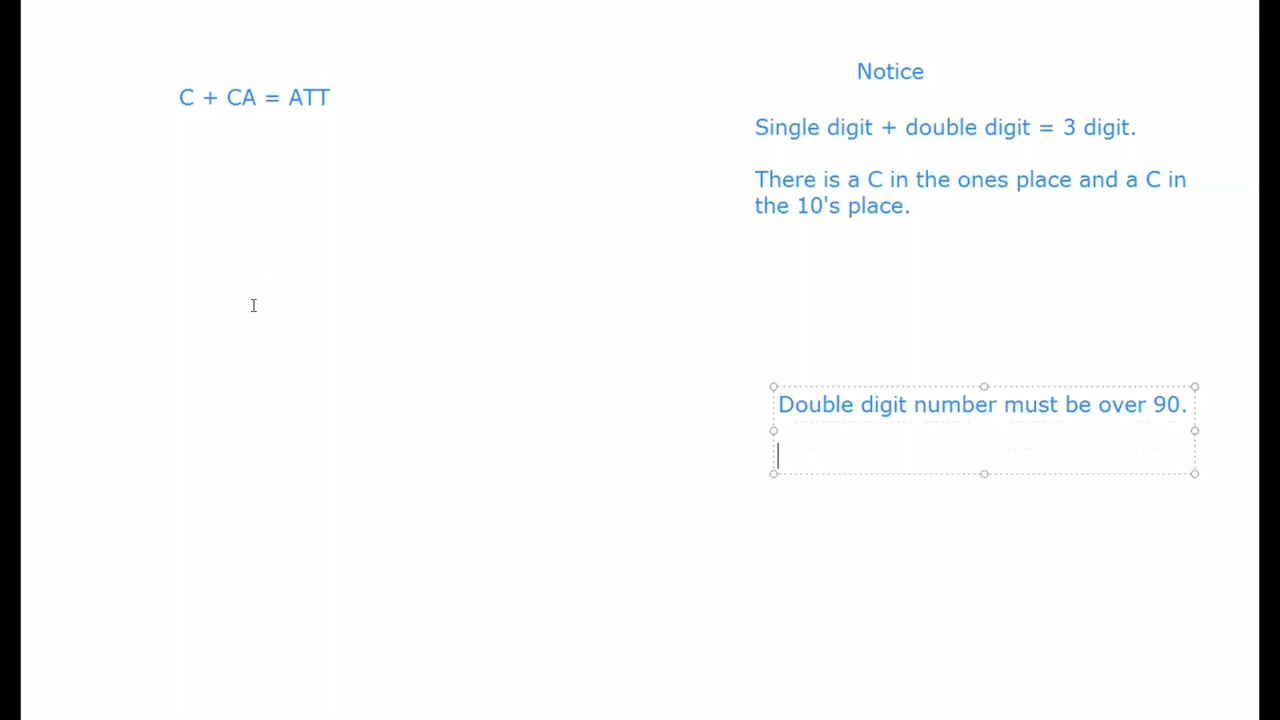 Notice
C + CA = ATT
Single digit + double digit = 3 digit.
There is a C in the ones place and a C in
the 10's place.
Double digit number must be over 90.